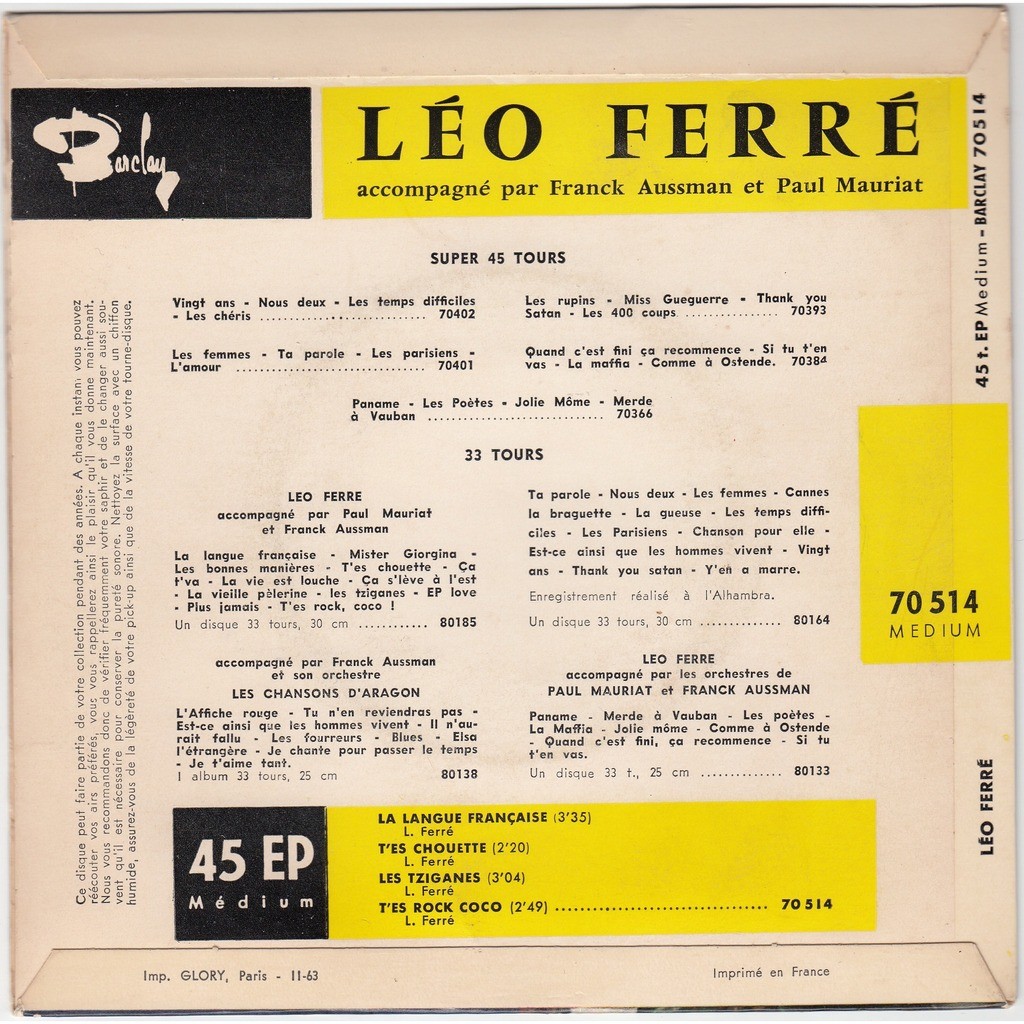 Barclay
LÉO FERRÉ
accompagné par Franck Aussman et Paul Mauriat
45 t. EP Medium - BARCLAY 70514
SUPER 45 TOURS
Vingt ans - Nous deux - Les temps difficiles
- Les chéris ............................ 70402
Les rupins - Miss Gueguerre - Thank you
Satan - Les 400 coups ................ 70393
Les femmes - Ta parole - Les parisiens -
L'amour ................................ 70401
Quand c'est fini ça recommence - Si tu t'en
vas - La maffia - Comme à Ostende. 70384
Paname - Les Poètes - Jolie Môme - Merde
à Vauban .............................. 70366
33 TOURS
LEO FERRE
accompagné par Paul Mauriat
et Franck Aussman
La langue française - Mister Giorgina -
Les bonnes manières - T'es chouette - Ça
t'va - La vie est louche - Ça s'lève à l'est
- La vieille pèlerine - les tziganes - EP love
- Plus jamais - T'es rock, coco !
Un disque 33 tours, 30 cm ............ 80185
Ta parole - Nous deux - Les femmes - Cannes
la braguette - La gueuse - Les temps diffi-
ciles - Les Parisiens - Chanson pour elle -
Est-ce ainsi que les hommes vivent - Vingt
ans - Thank you satan - Y'en a marre.
Enregistrement réalisé à l'Alhambra.
Un disque 33 tours, 30 cm .............. 80164
accompagné par Franck Aussman
et son orchestre
LES CHANSONS D'ARAGON
L'Affiche rouge - Tu n'en reviendras pas -
Est-ce ainsi que les hommes vivent - Il n'au-
rait fallu - Les fourreurs - Blues - Elsa
l'étrangère - Je chante pour passer le temps
- Je t'aime tant.
1 album 33 tours, 25 cm 80138
LEO FERRE
accompagné par les orchestres de
PAUL MAURIAT et FRANCK AUSSMAN
Paname - Merde à Vauban - Les poètes -
La Maffia - Jolie môme - Comme à Ostende
- Quand c'est fini, ça recommence - Si tu
t'en vas.
Un disque 33 t., 25 cm .............. 80133
70 514
MEDIUM
LÉO FERRÉ
Ce disque peut faire partie de votre collection pendant des années. A chaque instant vous pouvez
réécouter vos airs préférés, vous vous rappellerez ainsi le plaisir qu'il vous donne maintenant.
Nous vous recommandons donc de vérifier fréquemment votre saphir et de le changer aussi sou-
vent qu'il est nécessaire pour conserver la pureté sonore. Nettoyez la surface avec un chiffon
humide, assurez-vous de la légèreté de votre pick-up ainsi que de la vitesse de votre tourne-disque.
45 EP
Médium
LA LANGUE FRANÇAISE (3'35)
L. Ferré
T'ES CHOUETTE (2'20)
L. Ferré
LES TZIGANES (3'04)
L. Ferré
T'ES ROCK COCO (2'49) .................................... 70 514
L. Ferré
Imp. GLORY, Paris - 11-63
Imprimé en France